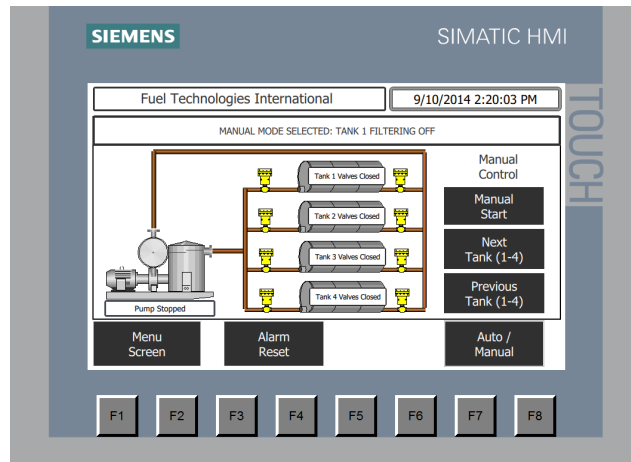 SIEMENS
SIMATIC HMI
TOUCH
Fuel Technologies International
9/10/2014 2:20:03 PM
MANUAL MODE SELECTED: TANK 1 FILTERING OFF
Tank 1 Valves Closed
Tank 2 Valves Closed
Tank 3 Valves Closed
Tank 4 Valves Closed
Pump Stopped
Manual
Control
Manual
Start
Next
Tank (1-4)
Previous
Tank (1-4)
Menu
Screen
Alarm
Reset
Auto /
Manual
F1
F2
F3
F4
F5
F6
F7
F8